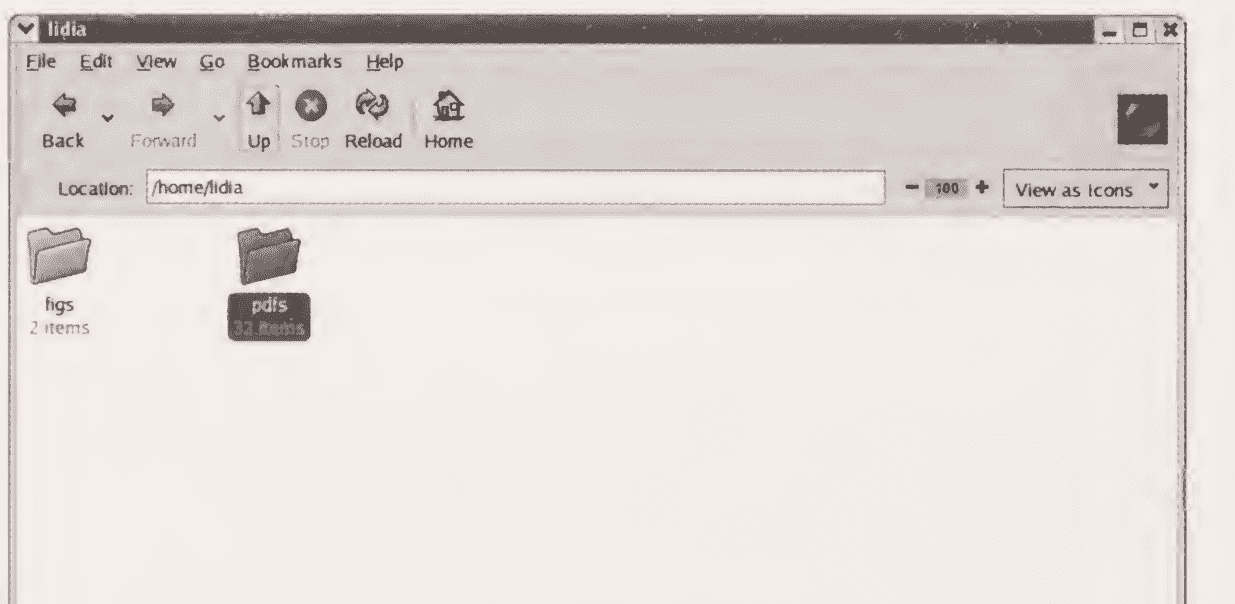 lidia
File Edit View Go Bookmarks Help
Back Forward Up Stop Reload Home
Location: /home/lidia 100 View as Icons
figs pdfs
2 items 33 items